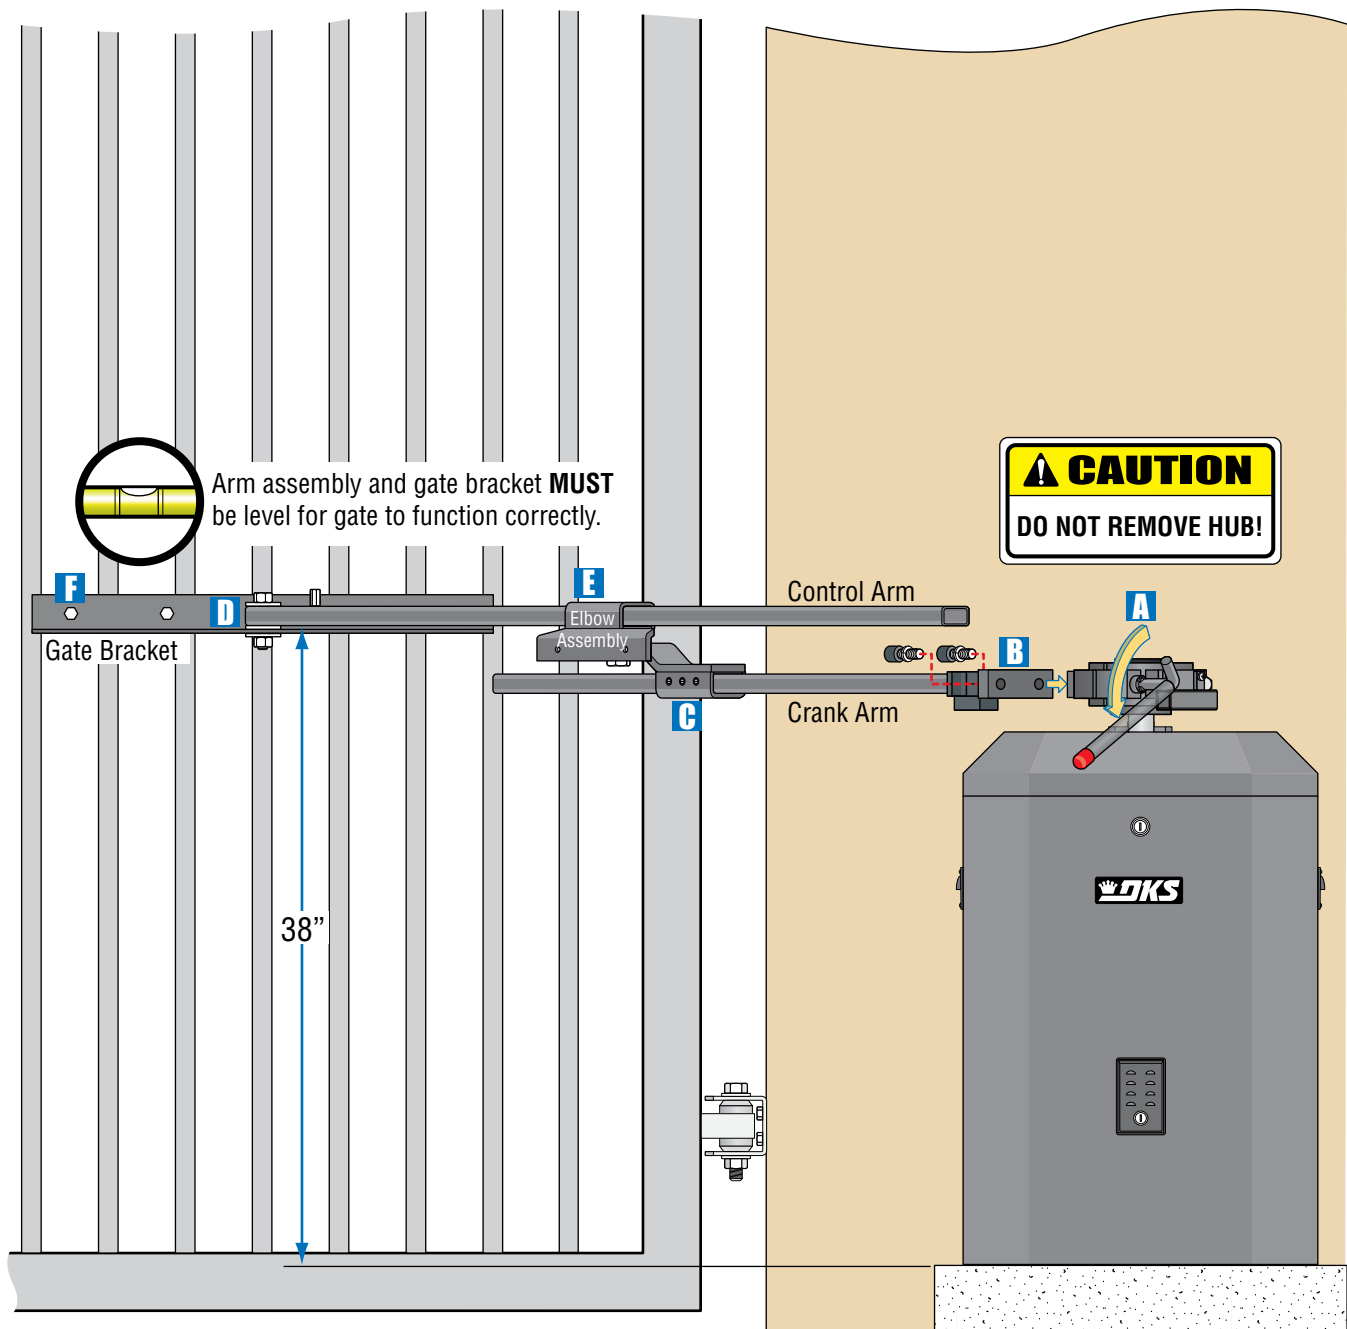 Arm assembly and gate bracket MUST
be level for gate to function correctly.
CAUTION
DO NOT REMOVE HUB!
F
D
E
Elbow
Assembly
Control Arm
A
B
Gate Bracket
C
Crank Arm
38”
DKS